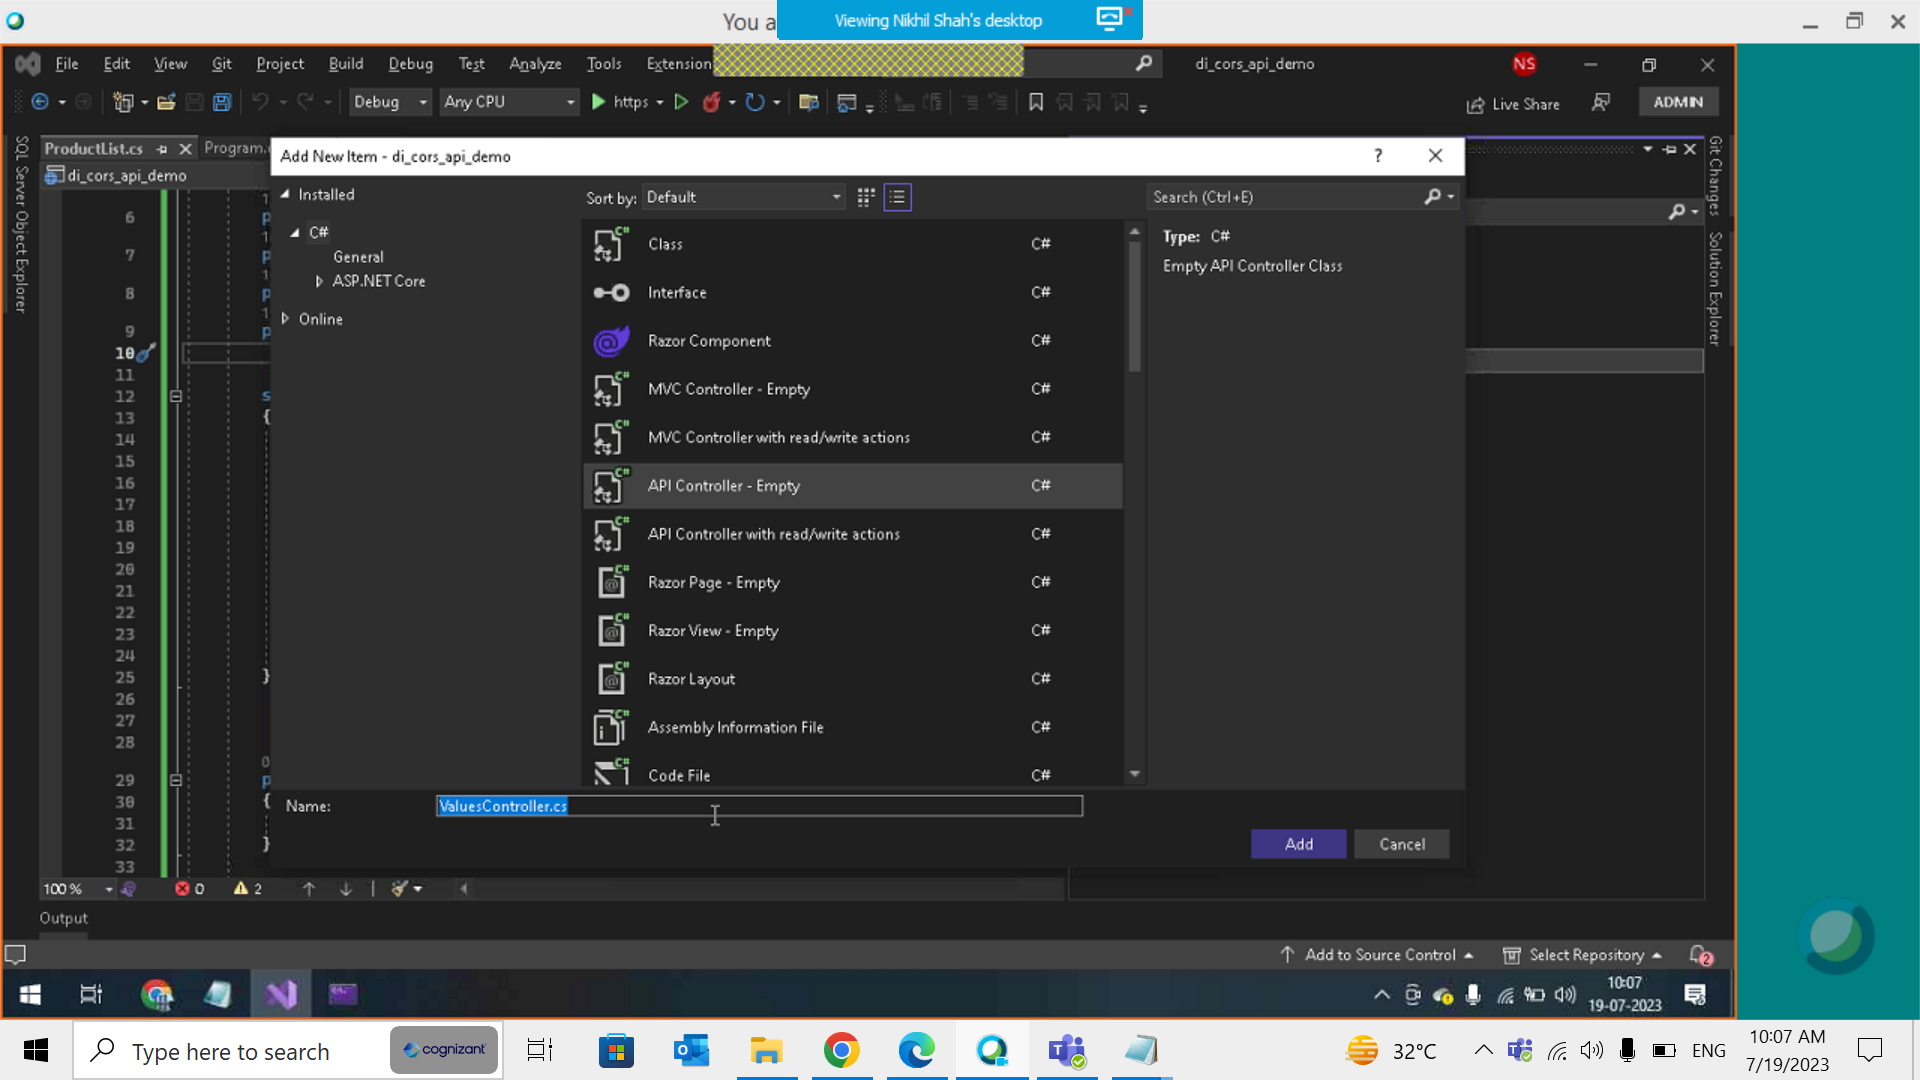 You a
Viewing Nikhil Shah's desktop
File Edit View Git Project Build Debug Test Analyze Tools Extension
di_cors_api_demo
NS
Debug
Any CPU
https
Live Share
ADMIN
SQL Server Object Explorer
ProductList.cs
Program.
di_cors_api_demo
Add New Item - di_cors_api_demo
?
Installed
C#
General
ASP.NET Core
Online
Sort by: Default
Search (Ctrl+E)
Class C#
Interface C#
Razor Component C#
MVC Controller - Empty C#
MVC Controller with read/write actions C#
API Controller - Empty C#
API Controller with read/write actions C#
Razor Page - Empty C#
Razor View - Empty C#
Razor Layout C#
Assembly Information File C#
Code File C#
Type: C#
Empty API Controller Class
Name: ValuesController.cs
Add
Cancel
Git Changes
Solution Explorer
6
7
8
9
10
11
12
13 {
14
15
16
17
18
19
20
21
22
23
24
25 }
26
27
28
29
30 {
31
32 }
33
100 %
0
2
Output
Add to Source Control
Select Repository
2
10:07
19-07-2023
Type here to search
cognizant
32°C
ENG
10:07 AM
7/19/2023